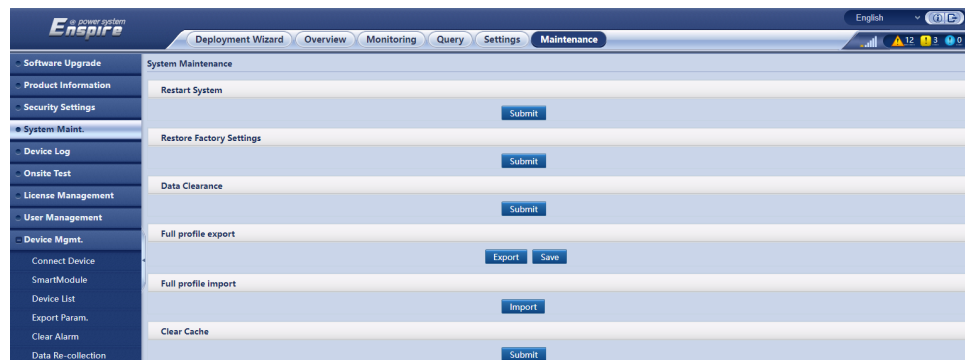 @ power system
Enspire
English
Deployment Wizard Overview Monitoring Query Settings Maintenance
12 3 0
Software Upgrade
Product Information
Security Settings
System Maint.
Device Log
Onsite Test
License Management
User Management
Device Mgmt.
Connect Device
SmartModule
Device List
Export Param.
Clear Alarm
Data Re-collection
System Maintenance
Restart System
Submit
Restore Factory Settings
Submit
Data Clearance
Submit
Full profile export
Export Save
Full profile import
Import
Clear Cache
Submit